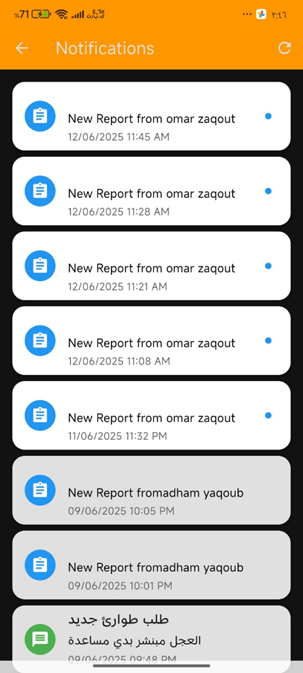 %71
٢:٤٦
Notifications
New Report from omar zaqout
12/06/2025 11:45 AM
New Report from omar zaqout
12/06/2025 11:28 AM
New Report from omar zaqout
12/06/2025 11:21 AM
New Report from omar zaqout
12/06/2025 11:08 AM
New Report from omar zaqout
11/06/2025 11:32 PM
New Report fromadham yaqoub
09/06/2025 10:05 PM
New Report fromadham yaqoub
09/06/2025 10:01 PM
طلب طوارئ جديد
العجل مبنشر بدي مساعدة
09/06/2025 09:48 PM